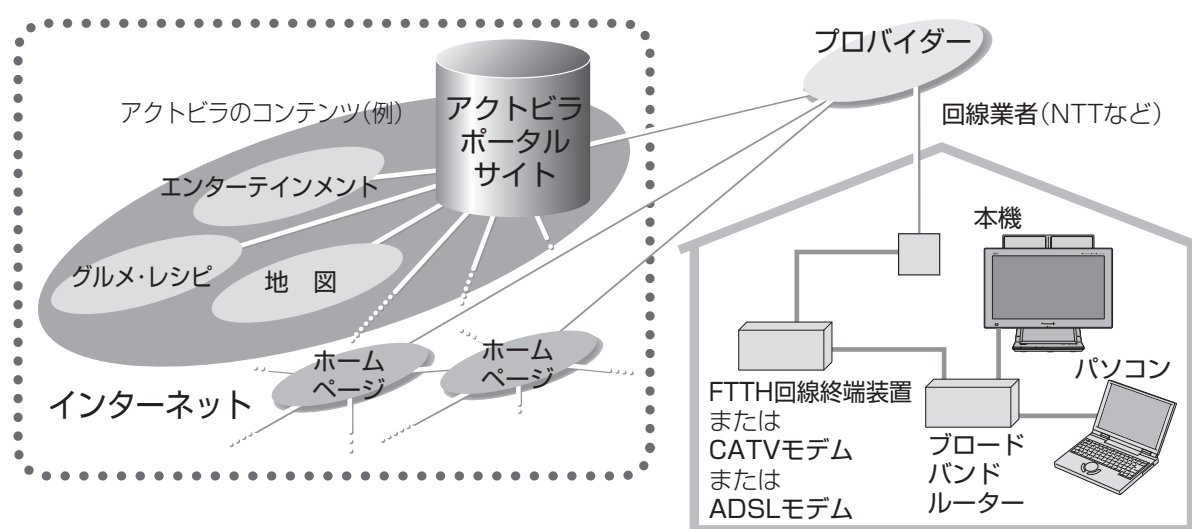 プロバイダー
アクトビラのコンテンツ(例)
アクトビラ
ポータル
サイト
回線業者(NTTなど)
エンターテインメント
本機
グルメ・レシピ
地 図
Panasonic
ホーム
ページ
ホーム
ページ
インターネット
パソコン
FTTH回線終端装置
または
CATVモデム
または
ADSLモデム
ブロード
バンド
ルーター